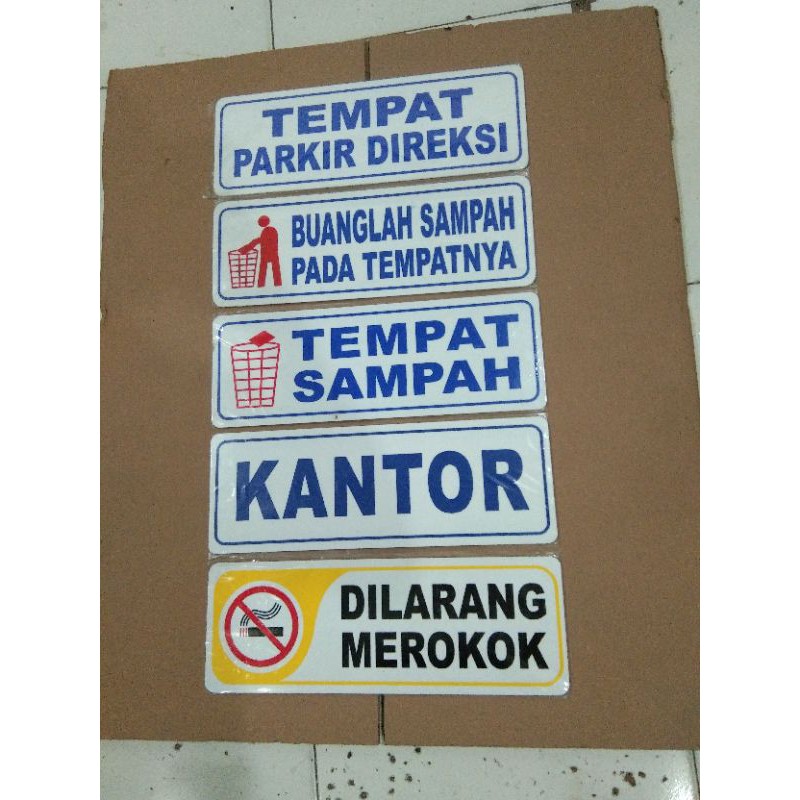 TEMPAT
PARKIR DIREKSI
BUANGLAH SAMPAH
PADA TEMPATNYA
TEMPAT
SAMPAH
KANTOR
DILARANG
MEROKOK